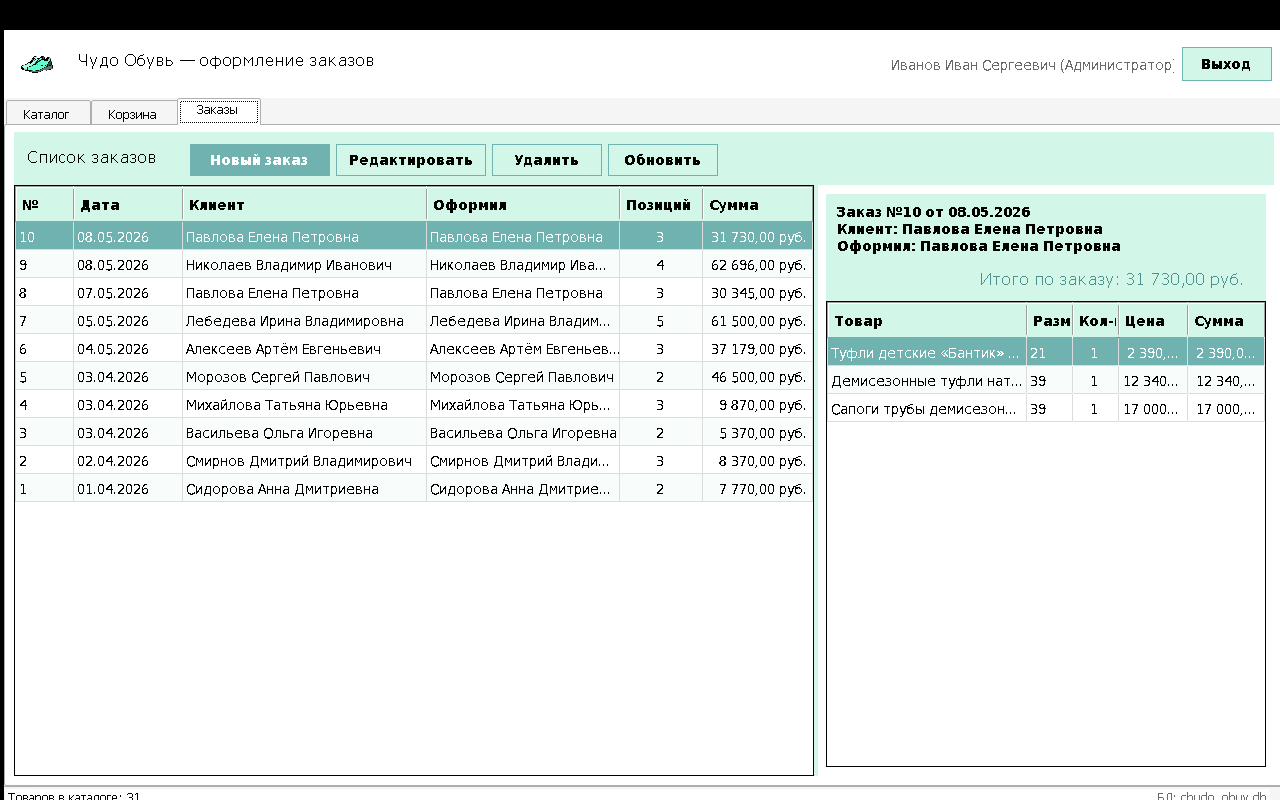 Чудо Обувь — оформление заказов
Иванов Иван Сергеевич (Администратор)
Выход
Каталог
Корзина
Заказы
Список заказов
Новый заказ
Редактировать
Удалить
Обновить
№ Дата Клиент Оформил Позиций Сумма
10 08.05.2026 Павлова Елена Петровна Павлова Елена Петровна 3 31 730,00 руб.
9 08.05.2026 Николаев Владимир Иванович Николаев Владимир Ива... 4 62 696,00 руб.
8 07.05.2026 Павлова Елена Петровна Павлова Елена Петровна 3 30 345,00 руб.
7 05.05.2026 Лебедева Ирина Владимировна Лебедева Ирина Владим... 5 61 500,00 руб.
6 04.05.2026 Алексеев Артём Евгеньевич Алексеев Артём Евгеньев... 3 37 179,00 руб.
5 03.04.2026 Морозов Сергей Павлович Морозов Сергей Павлович 2 46 500,00 руб.
4 03.04.2026 Михайлова Татьяна Юрьевна Михайлова Татьяна Юрь... 3 9 870,00 руб.
3 03.04.2026 Васильева Ольга Игоревна Васильева Ольга Игоревна 2 5 370,00 руб.
2 02.04.2026 Смирнов Дмитрий Владимирович Смирнов Дмитрий Влади... 3 8 370,00 руб.
1 01.04.2026 Сидорова Анна Дмитриевна Сидорова Анна Дмитрие... 2 7 770,00 руб.
Заказ №10 от 08.05.2026
Клиент: Павлова Елена Петровна
Оформил: Павлова Елена Петровна
Итого по заказу: 31 730,00 руб.
Товар Разм Кол- Цена Сумма
Туфли детские «Бантик» ... 21 1 2 390,... 2 390,0...
Демисезонные туфли нат... 39 1 12 340... 12 340,...
Сапоги трубы демисезон... 39 1 17 000... 17 000,...
Товаров в каталоге: 31
БД: chudo_obuv.db